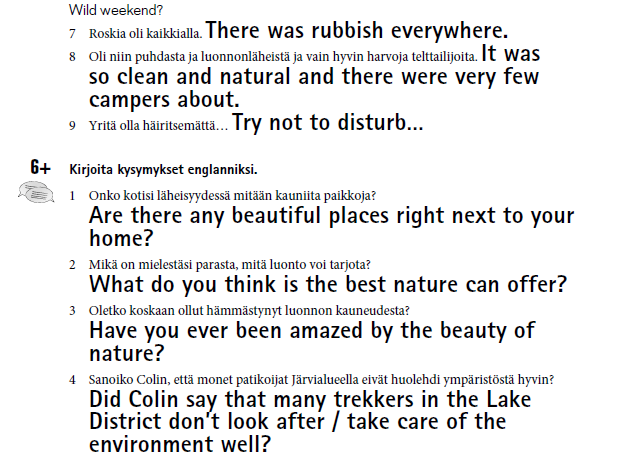 Wild weekend?
7 Roskia oli kaikkialla. There was rubbish everywhere.
8 Oli niin puhdasta ja luonnonläheistä ja vain hyvin harvoja telttailijoita. It was
so clean and natural and there were very few
campers about.
9 Yritä olla häiritsemättä… Try not to disturb…
6+ Kirjoita kysymykset englanniksi.
1 Onko kotisi läheisyydessä mitään kauniita paikkoja?
Are there any beautiful places right next to your
home?
2 Mikä on mielestäsi parasta, mitä luonto voi tarjota?
What do you think is the best nature can offer?
3 Oletko koskaan ollut hämmästynyt luonnon kauneudesta?
Have you ever been amazed by the beauty of
nature?
4 Sanoiko Colin, että monet patikoijat Järvialueella eivät huolehdi ympäristöstä hyvin?
Did Colin say that many trekkers in the Lake
District don't look after / take care of the
environment well?